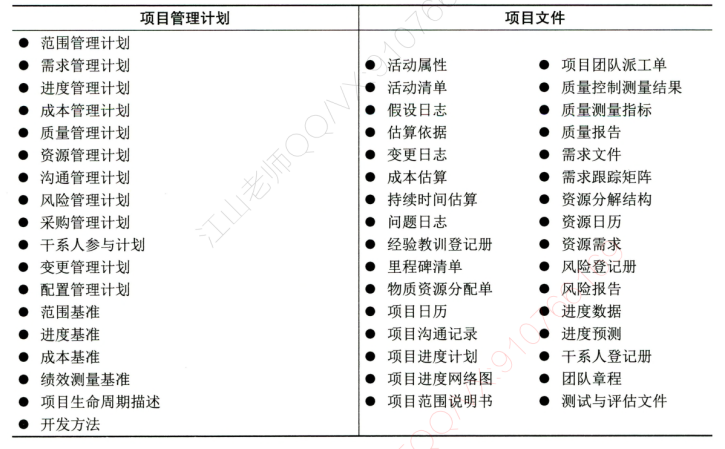 项目管理计划 项目文件
● 范围管理计划
● 需求管理计划 ● 活动属性 ● 项目团队派工单
● 进度管理计划 ● 活动清单 ● 质量控制测量结果
● 成本管理计划 ● 假设日志 ● 质量测量指标
● 质量管理计划 ● 估算依据 ● 质量报告
● 资源管理计划 ● 变更日志 ● 需求文件
● 沟通管理计划 ● 成本估算 ● 需求跟踪矩阵
● 风险管理计划 ● 持续时间估算 ● 资源分解结构
● 采购管理计划 ● 问题日志 ● 资源日历
● 干系人参与计划 ● 经验教训登记册 ● 资源需求
● 变更管理计划 ● 里程碑清单 ● 风险登记册
● 配置管理计划 ● 物质资源分配单 ● 风险报告
● 范围基准 ● 项目日历 ● 进度数据
● 进度基准 ● 项目沟通记录 ● 进度预测
● 成本基准 ● 项目进度计划 ● 干系人登记册
● 绩效测量基准 ● 项目进度网络图 ● 团队章程
● 项目生命周期描述 ● 项目范围说明书 ● 测试与评估文件
● 开发方法
江山老师QQ/VX:910766